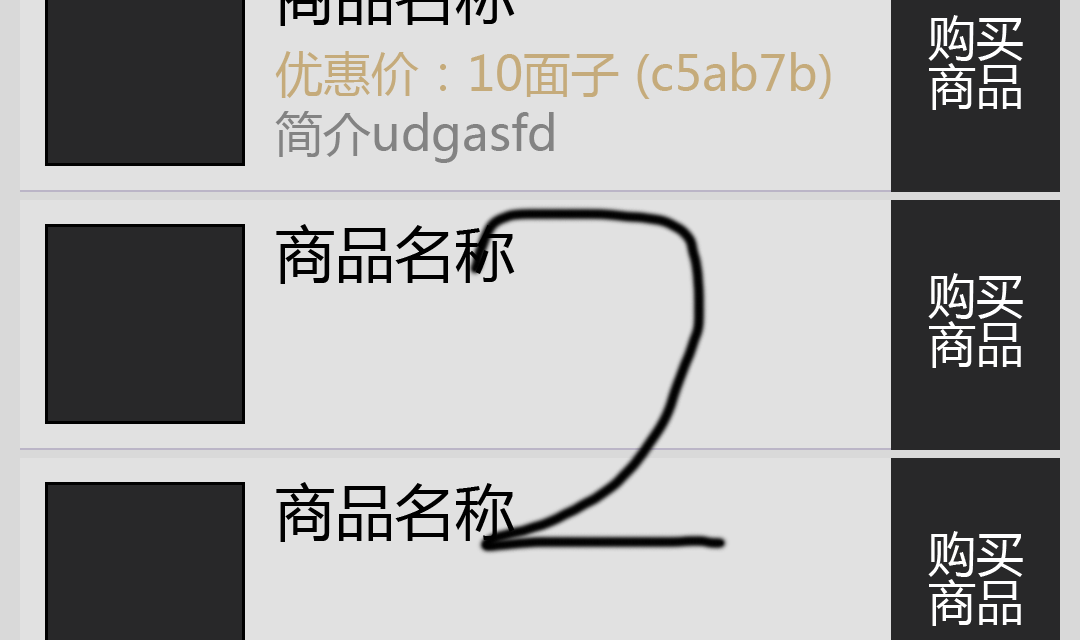 商品名称
优惠价：10面子 (c5ab7b)
简介udgasfd
购买
商品
商品名称
购买
商品
2
商品名称
购买
商品